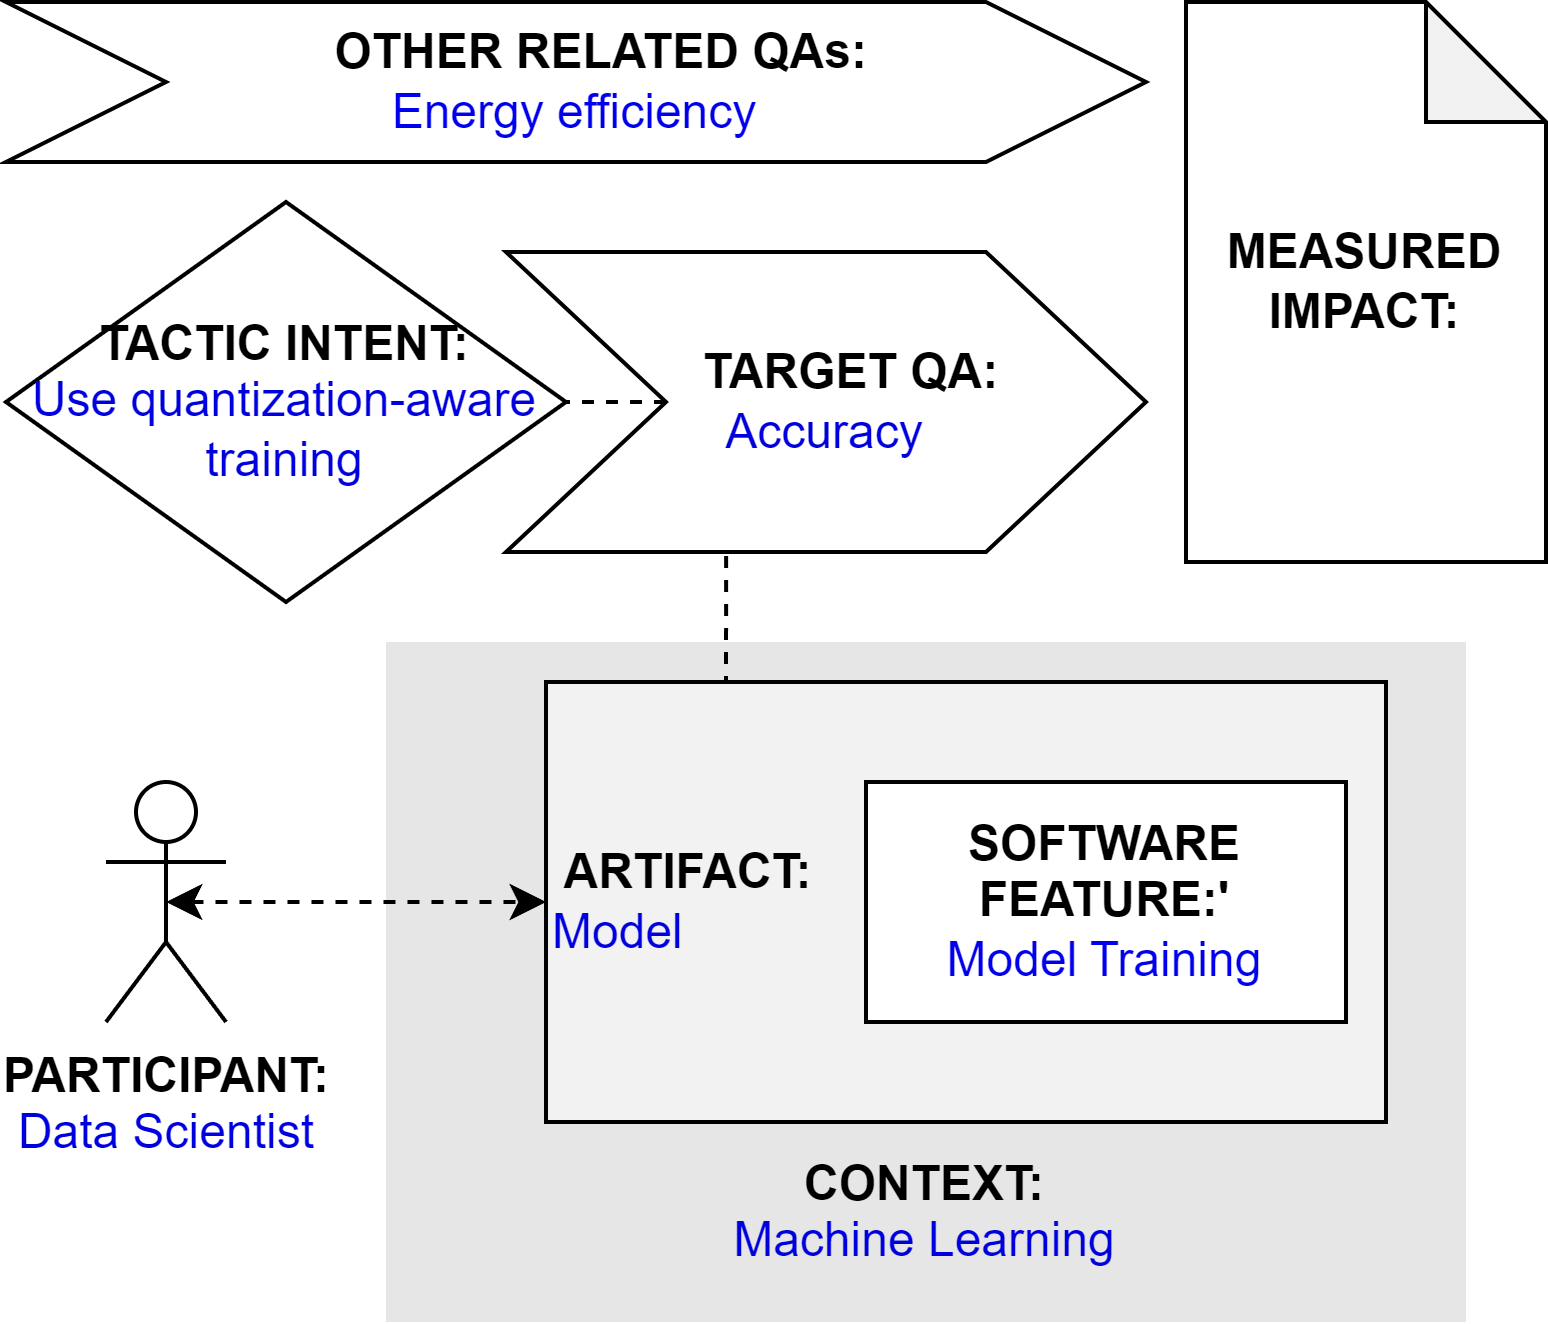 OTHER RELATED QAs:
Energy efficiency
MEASURED
IMPACT:
TACTIC INTENT:
Use quantization-aware
training
TARGET QA:
Accuracy
ARTIFACT:
Model
SOFTWARE
FEATURE:'
Model Training
PARTICIPANT:
Data Scientist
CONTEXT:
Machine Learning